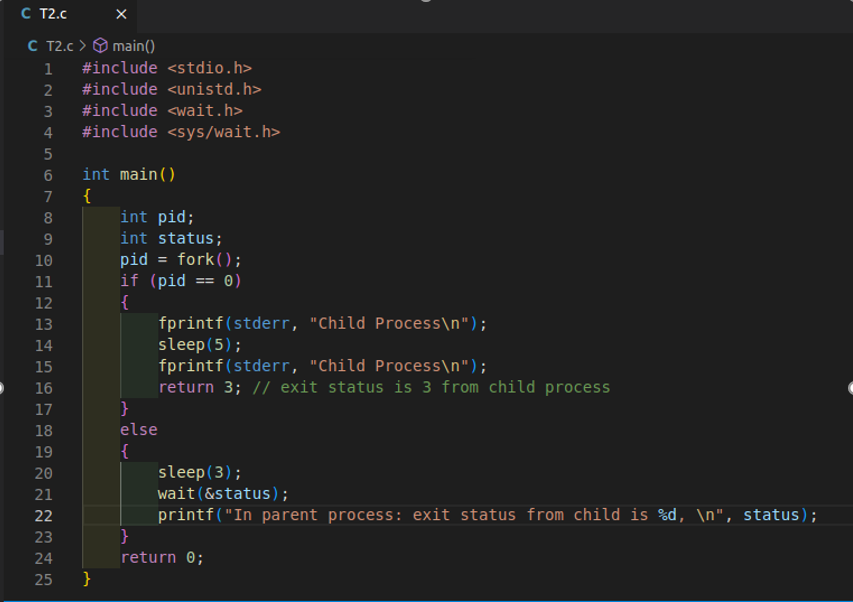 C T2.c ×
C T2.c > main()
1 #include <stdio.h>
2 #include <unistd.h>
3 #include <wait.h>
4 #include <sys/wait.h>
5
6 int main()
7 {
8     int pid;
9     int status;
10     pid = fork();
11     if (pid == 0)
12     {
13         fprintf(stderr, "Child Process\n");
14         sleep(5);
15         fprintf(stderr, "Child Process\n");
16         return 3; // exit status is 3 from child process
17     }
18     else
19     {
20         sleep(3);
21         wait(&status);
22         printf("In parent process: exit status from child is %d, \n", status);
23     }
24     return 0;
25 }